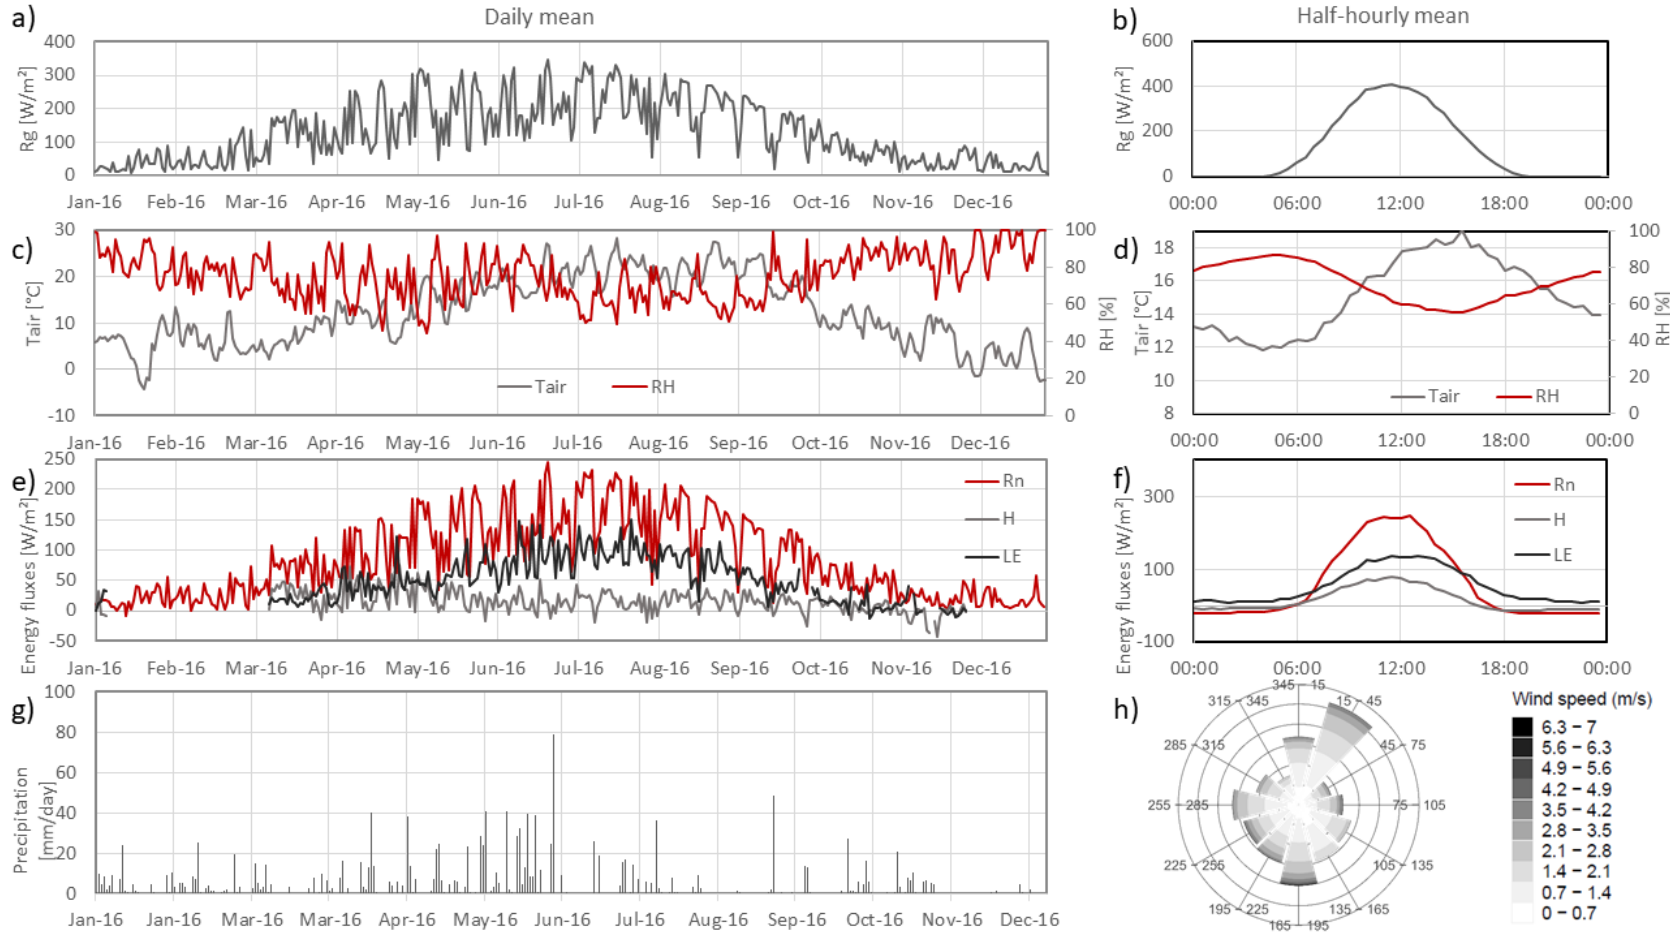 a)
Daily mean
400
300
200
100
0
Rg [W/m²]
Jan-16 Feb-16 Mar-16 Apr-16 May-16 Jun-16 Jul-16 Aug-16 Sep-16 Oct-16 Nov-16 Dec-16
b)
Half-hourly mean
600
400
200
0
Rg [W/m²]
00:00 06:00 12:00 18:00 00:00
c)
30
20
10
0
-10
Tair [°C]
100
80
60
40
20
0
RH [%]
Tair RH
Jan-16 Feb-16 Mar-16 Apr-16 May-16 Jun-16 Jul-16 Aug-16 Sep-16 Oct-16 Nov-16 Dec-16
d)
18
16
14
12
10
8
Tair [°C]
100
80
60
40
20
0
RH [%]
Tair RH
00:00 06:00 12:00 18:00 00:00
e)
250
200
150
100
50
0
-50
Energy fluxes [W/m²]
Rn
H
LE
Jan-16 Feb-16 Mar-16 Apr-16 May-16 Jun-16 Jul-16 Aug-16 Sep-16 Oct-16 Nov-16 Dec-16
f)
300
100
-100
Energy fluxes [W/m²]
Rn
H
LE
00:00 06:00 12:00 18:00 00:00
g)
100
80
60
40
20
0
Precipitation
[mm/day]
Jan-16 Jan-16 Mar-16 Mar-16 Apr-16 May-16 Jun-16 Jul-16 Aug-16 Sep-16 Oct-16 Nov-16 Dec-16
h)
345 – 15
15 – 45
45 – 75
75 – 105
105 – 135
135 – 165
165 – 195
195 – 225
225 – 255
255 – 285
285 – 315
315 – 345
Wind speed (m/s)
6.3 – 7
5.6 – 6.3
4.9 – 5.6
4.2 – 4.9
3.5 – 4.2
2.8 – 3.5
2.1 – 2.8
1.4 – 2.1
0.7 – 1.4
0 – 0.7